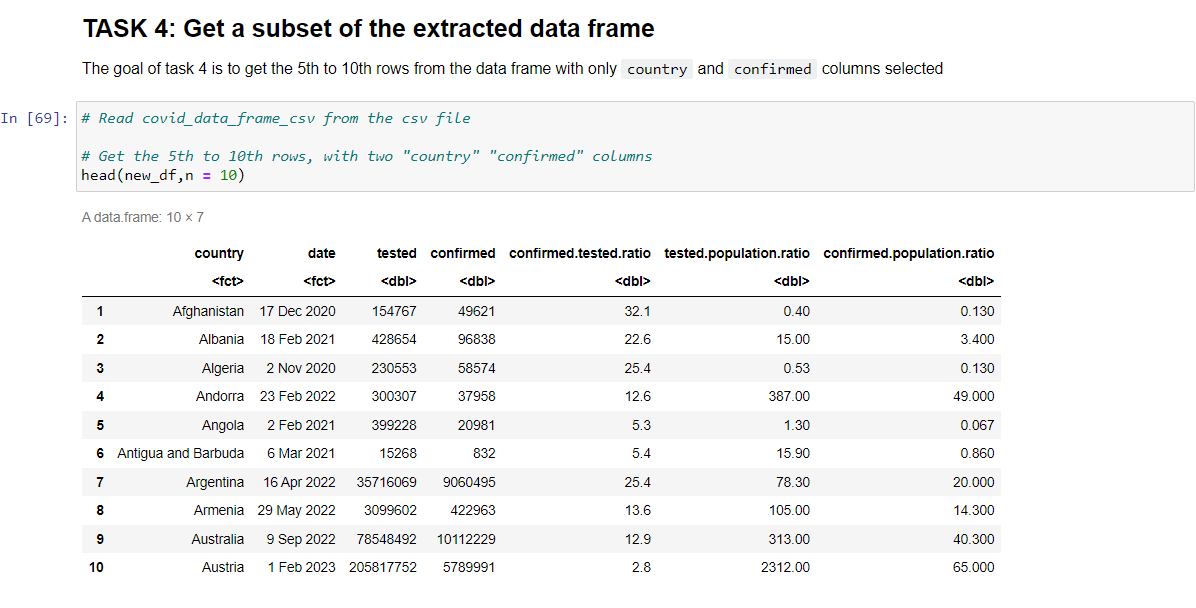 TASK 4: Get a subset of the extracted data frame
The goal of task 4 is to get the 5th to 10th rows from the data frame with only country and confirmed columns selected
In [69]: # Read covid_data_frame_csv from the csv file
# Get the 5th to 10th rows, with two "country" "confirmed" columns
head(new_df,n = 10)
A data.frame: 10 × 7
country date tested confirmed confirmed.tested.ratio tested.population.ratio confirmed.population.ratio
<fct> <fct> <dbl> <dbl> <dbl> <dbl> <dbl>
1 Afghanistan 17 Dec 2020 154767 49621 32.1 0.40 0.130
2 Albania 18 Feb 2021 428654 96838 22.6 15.00 3.400
3 Algeria 2 Nov 2020 230553 58574 25.4 0.53 0.130
4 Andorra 23 Feb 2022 300307 37958 12.6 387.00 49.000
5 Angola 2 Feb 2021 399228 20981 5.3 1.30 0.067
6 Antigua and Barbuda 6 Mar 2021 15268 832 5.4 15.90 0.860
7 Argentina 16 Apr 2022 35716069 9060495 25.4 78.30 20.000
8 Armenia 29 May 2022 3099602 422963 13.6 105.00 14.300
9 Australia 9 Sep 2022 78548492 10112229 12.9 313.00 40.300
10 Austria 1 Feb 2023 205817752 5789991 2.8 2312.00 65.000